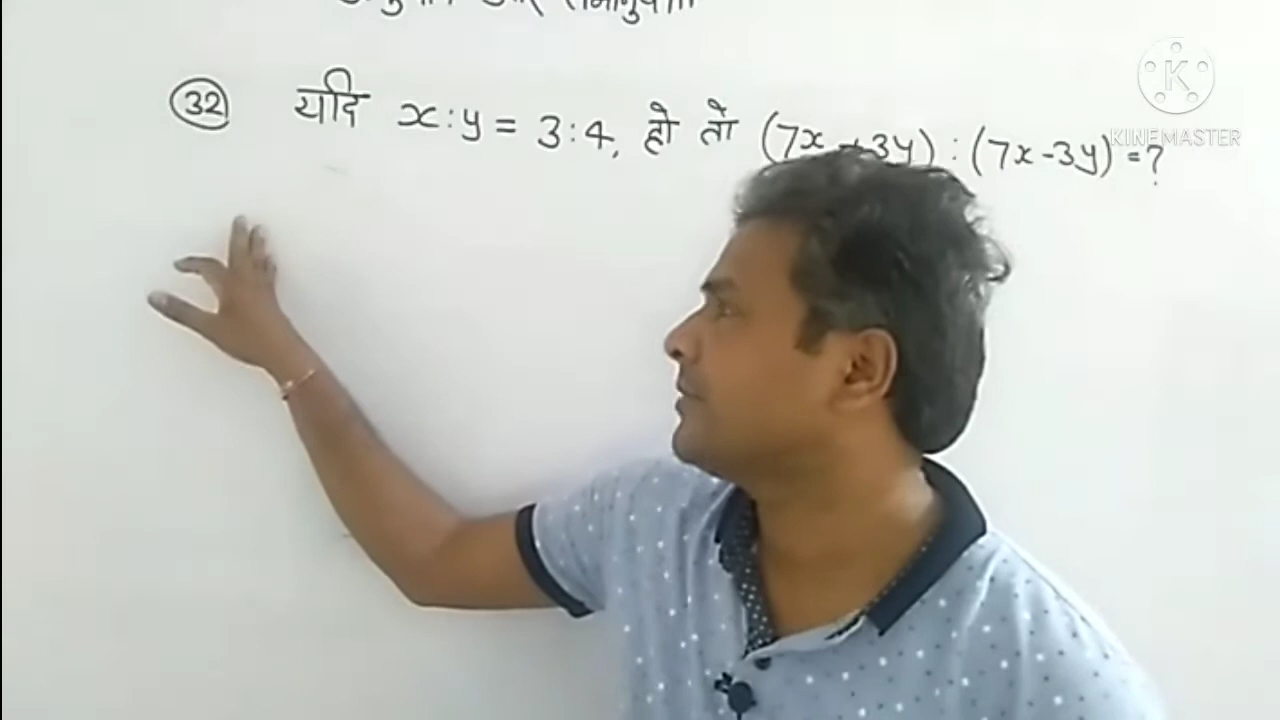 (32) यदि x:y = 3:4, हो तो (7x+3y) : (7x-3y) = ?
K
KINEMASTER